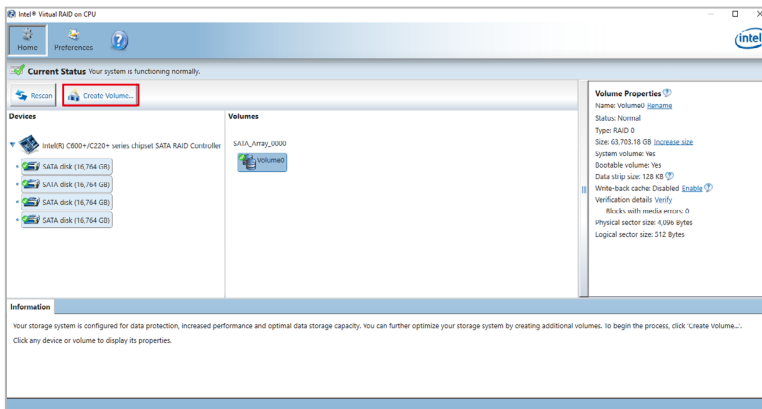 Intel® Virtual RAID on CPU
Home
Preferences
intel
Current Status Your system is functioning normally.
Rescan
Create Volume...
Devices
Intel(R) C600+/C220+ series chipset SATA RAID Controller
SATA disk (16,764 GB)
SATA disk (16,764 GB)
SATA disk (16,764 GB)
SATA disk (16,764 GB)
Volumes
SATA_Array_0000
Volume0
Volume Properties
Name: Volume0 Rename
Status: Normal
Type: RAID 0
Size: 63,703.18 GB Increase size
System volume: Yes
Bootable volume: Yes
Data strip size: 128 KB
Write-back cache: Disabled Enable
Verification details Verify
Blocks with media errors: 0
Physical sector size: 4,096 Bytes
Logical sector size: 512 Bytes
Information
Your storage system is configured for data protection, increased performance and optimal data storage capacity. You can further optimize your storage system by creating additional volumes. To begin the process, click 'Create Volume...'.
Click any device or volume to display its properties.